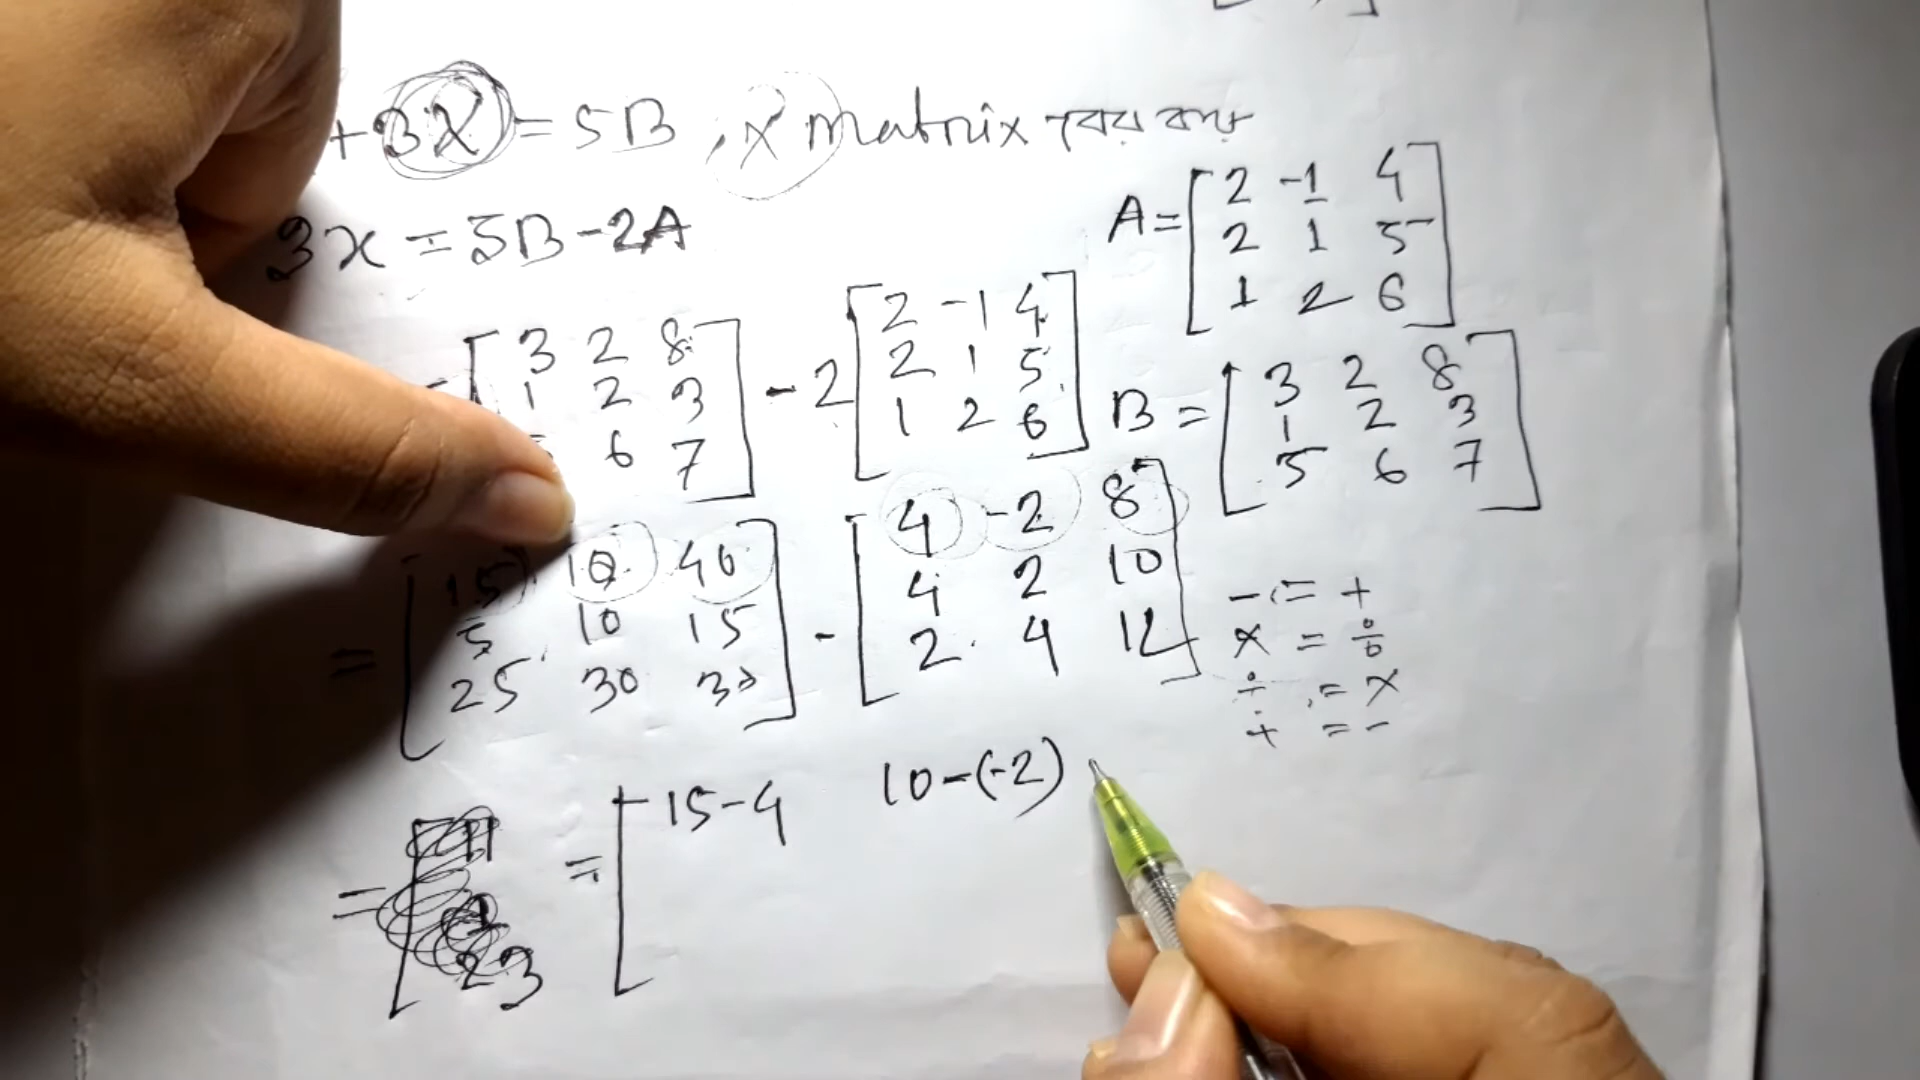 + 3X = 5B , X matrix বের কর
3x = 5B - 2A
A = [ 2 -1 4
2 1 5
1 2 6 ]
[ 3 2 8
1 2 3
6 7 ] - 2 [ 2 -1 4
2 1 5
1 2 6 ]
B = [ 3 2 8
1 2 3
5 6 7 ]
= [ 15 10 40
5 10 15
25 30 ] - [ 4 -2 8
4 2 10
2 4 12 ]
- = +
× = ÷
÷ = ×
+ = -
= [ 11
1
23
= [ 15-4 10-(-2)